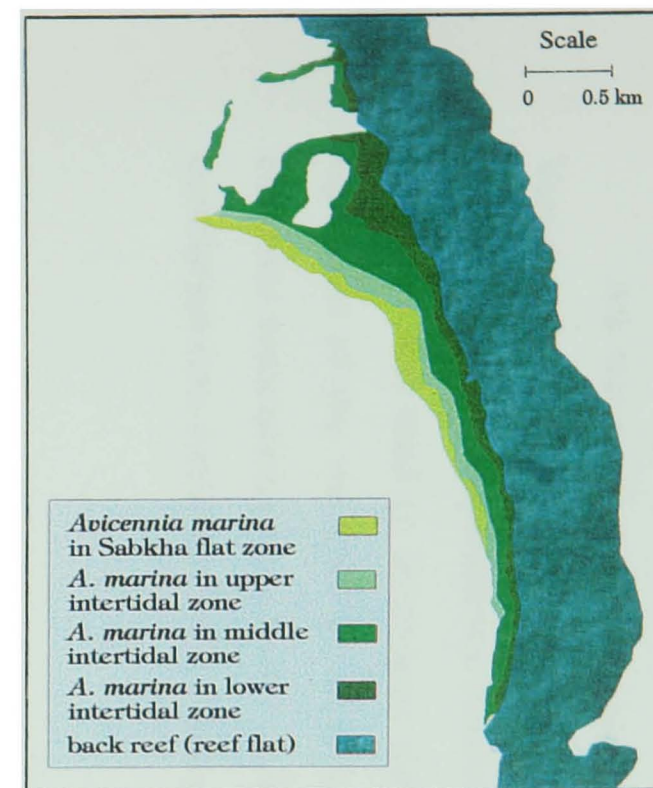 Scale
0 0.5 km
Avicennia marina
in Sabkha flat zone
A. marina in upper
intertidal zone
A. marina in middle
intertidal zone
A. marina in lower
intertidal zone
back reef (reef flat)